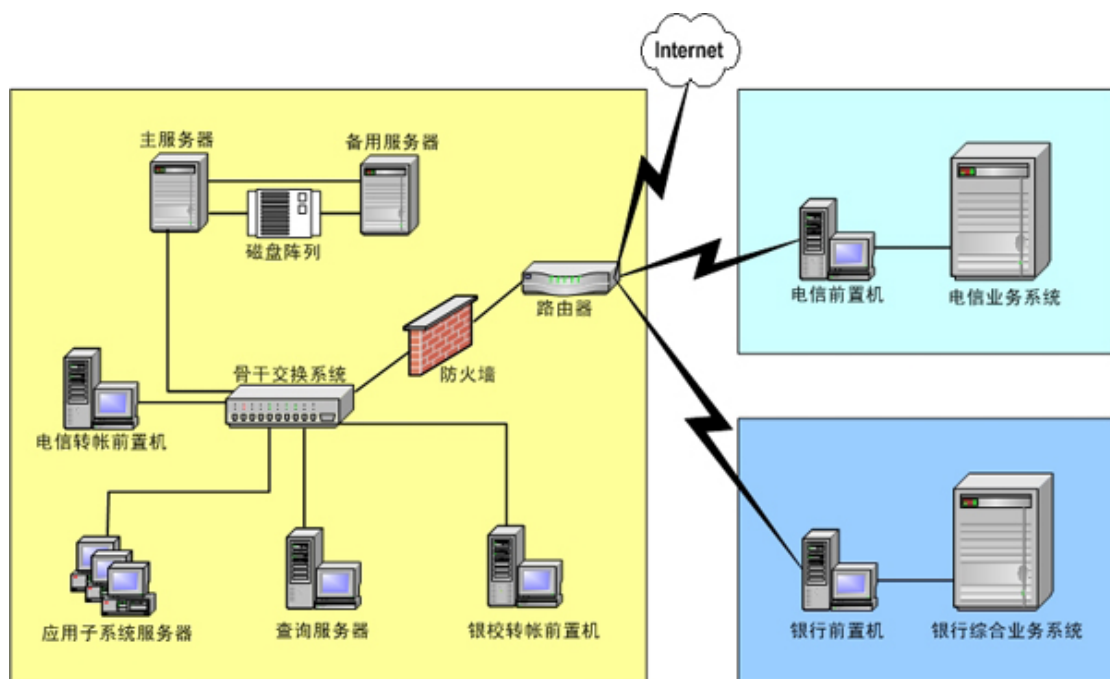 Internet
主服务器
备用服务器
磁盘阵列
路由器
电信前置机
电信业务系统
防火墙
骨干交换系统
电信转帐前置机
应用子系统服务器
查询服务器
银校转帐前置机
银行前置机
银行综合业务系统